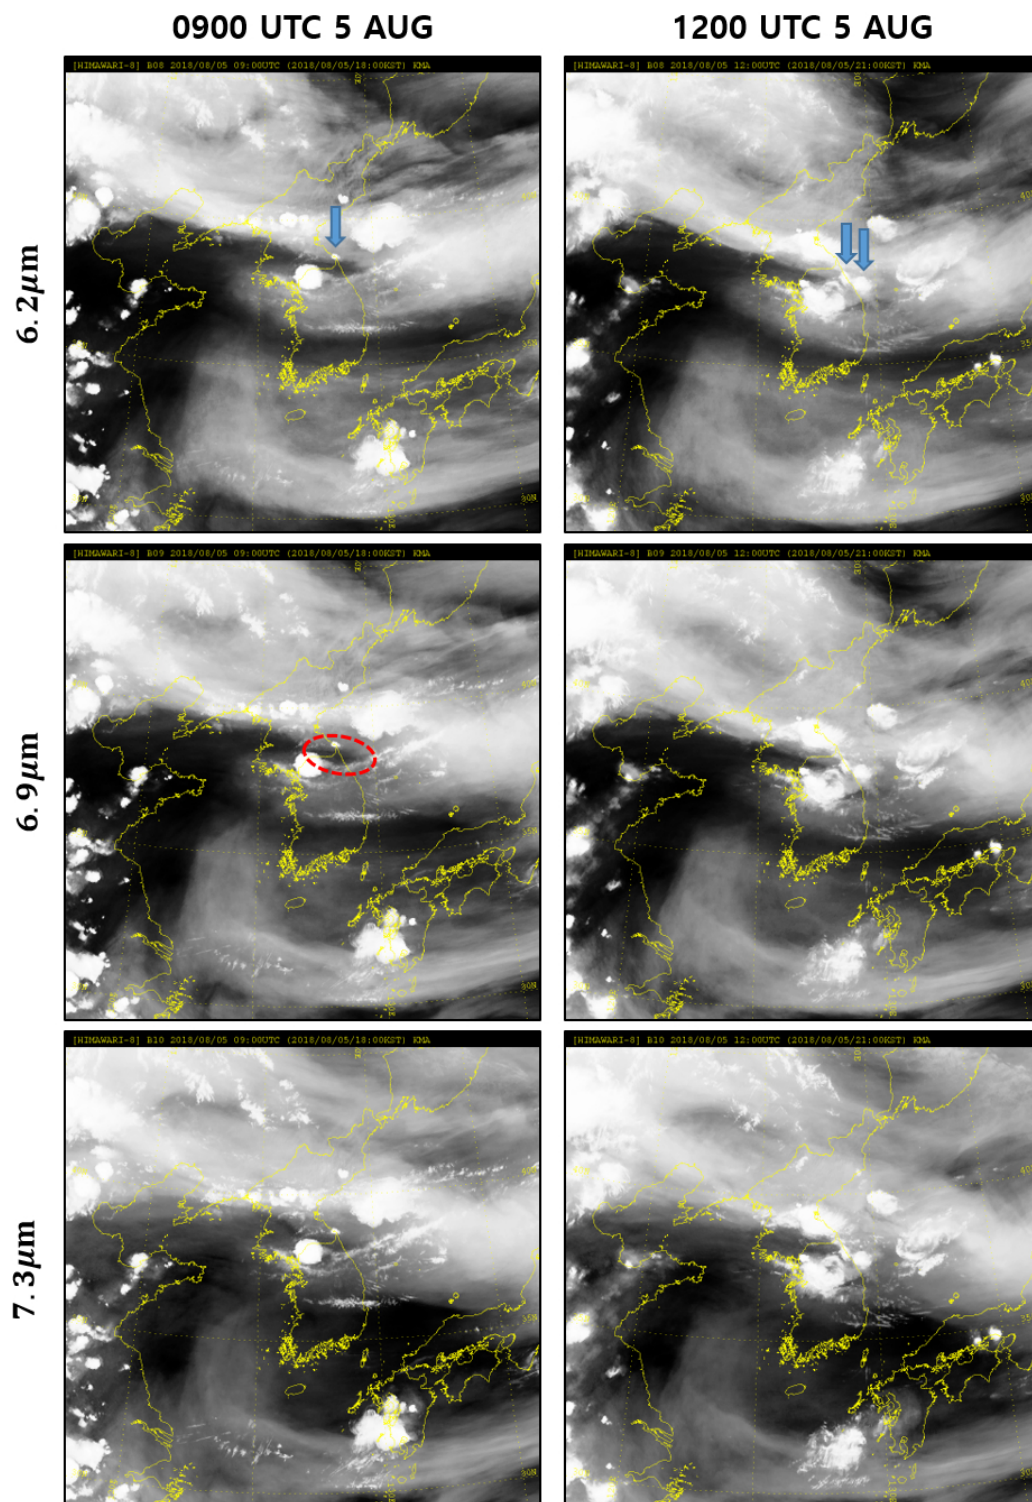 0900 UTC 5 AUG
1200 UTC 5 AUG
6.2μm
[HIMAWARI-8] B08 2018/08/05 09:00UTC (2018/08/05/18:00KST) KMA
[HIMAWARI-8] B08 2018/08/05 12:00UTC (2018/08/05/21:00KST) KMA
6.9μm
[HIMAWARI-8] B09 2018/08/05 09:00UTC (2018/08/05/18:00KST) KMA
[HIMAWARI-8] B09 2018/08/05 12:00UTC (2018/08/05/21:00KST) KMA
7.3μm
[HIMAWARI-8] B10 2018/08/05 09:00UTC (2018/08/05/18:00KST) KMA
[HIMAWARI-8] B10 2018/08/05 12:00UTC (2018/08/05/21:00KST) KMA